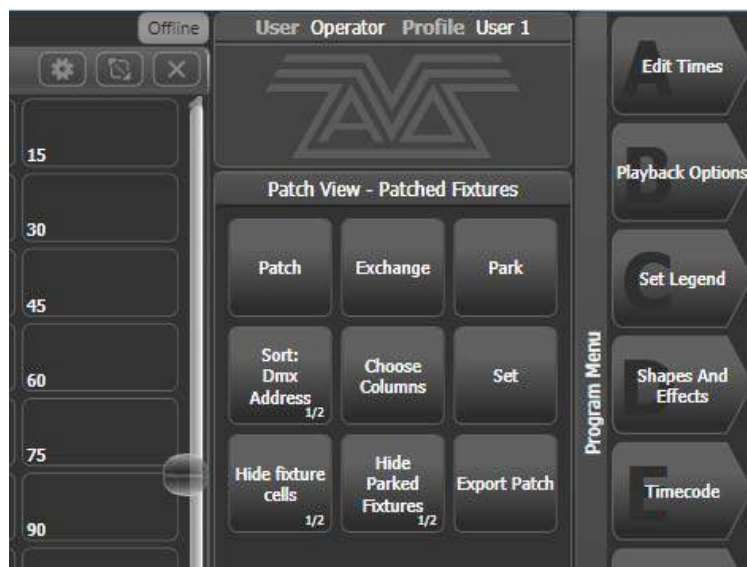 Offline
User Operator Profile User 1
AVO
15
30
45
60
75
90
Patch View - Patched Fixtures
Patch
Exchange
Park
Sort:
Dmx
Address
1/2
Choose
Columns
Set
Hide fixture
cells
1/2
Hide
Parked
Fixtures
1/2
Export Patch
Program Menu
A
Edit Times
B
Playback Options
C
Set Legend
D
Shapes And
Effects
E
Timecode